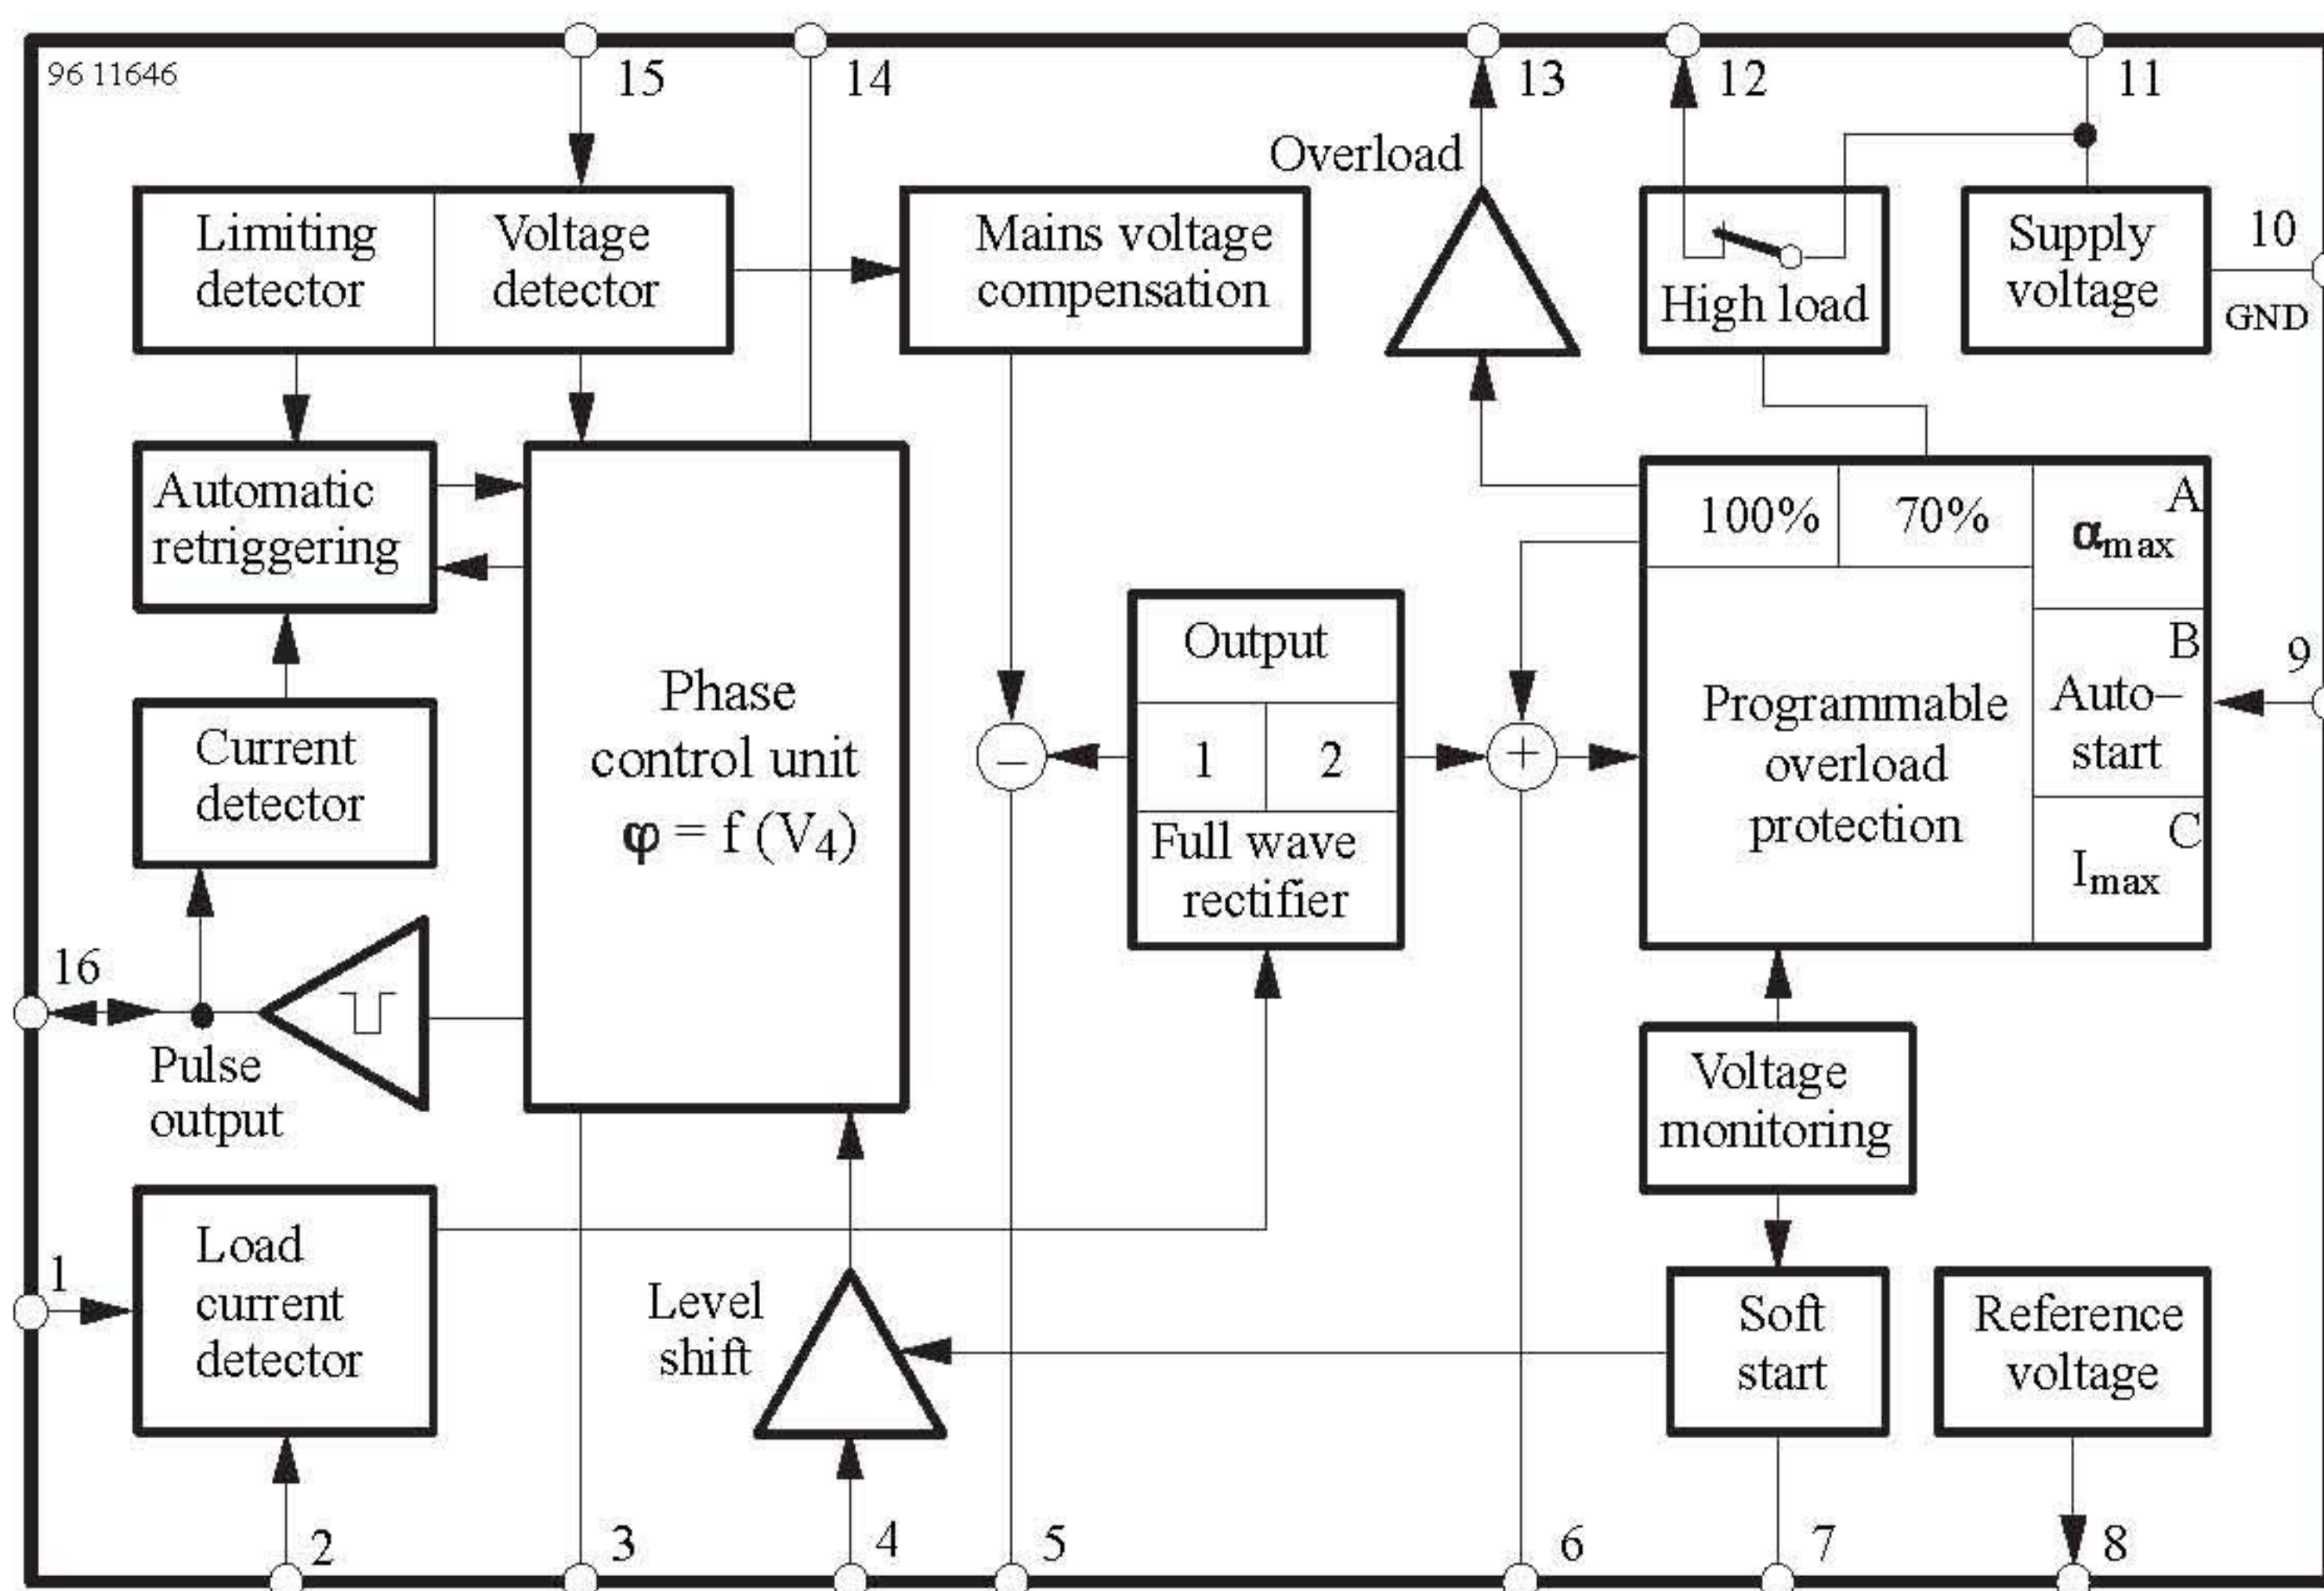 96 11646
15
14
13
12
11
Overload
Limiting
detector
Voltage
detector
Mains voltage
compensation
High load
Supply
voltage
10
GND
Automatic
retriggering
Phase
control unit
φ = f (V4)
100%
70%
A
αmax
Output
1
2
Full wave
rectifier
Programmable
overload
protection
B
Auto–
start
9
C
Imax
Current
detector
–
+
16
Pulse
output
Voltage
monitoring
1
Load
current
detector
Level
shift
Soft
start
Reference
voltage
2
3
4
5
6
7
8